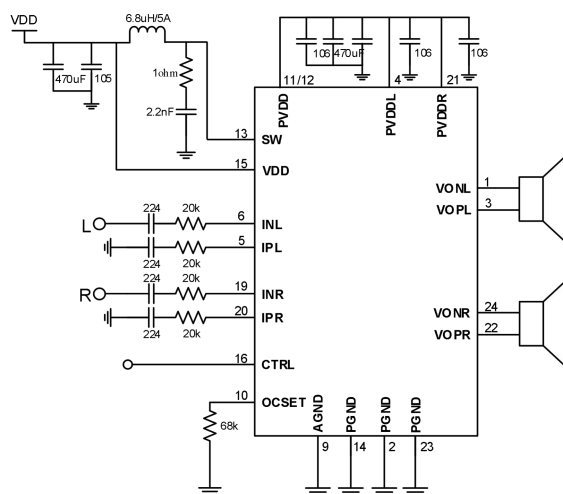 VDD
6.8uH/5A
470uF
105
1ohm
2.2nF
106
470uF
106
106
106
11/12
4
21
PVDD
PVDDL
PVDDR
13
SW
15
VDD
L
224
20k
6
INL
224
20k
5
IPL
R
224
20k
19
INR
224
20k
20
IPR
16
CTRL
10
OCSET
68k
1
VONL
3
VOPL
24
VONR
22
VOPR
AGND
PGND
PGND
PGND
9
14
2
23